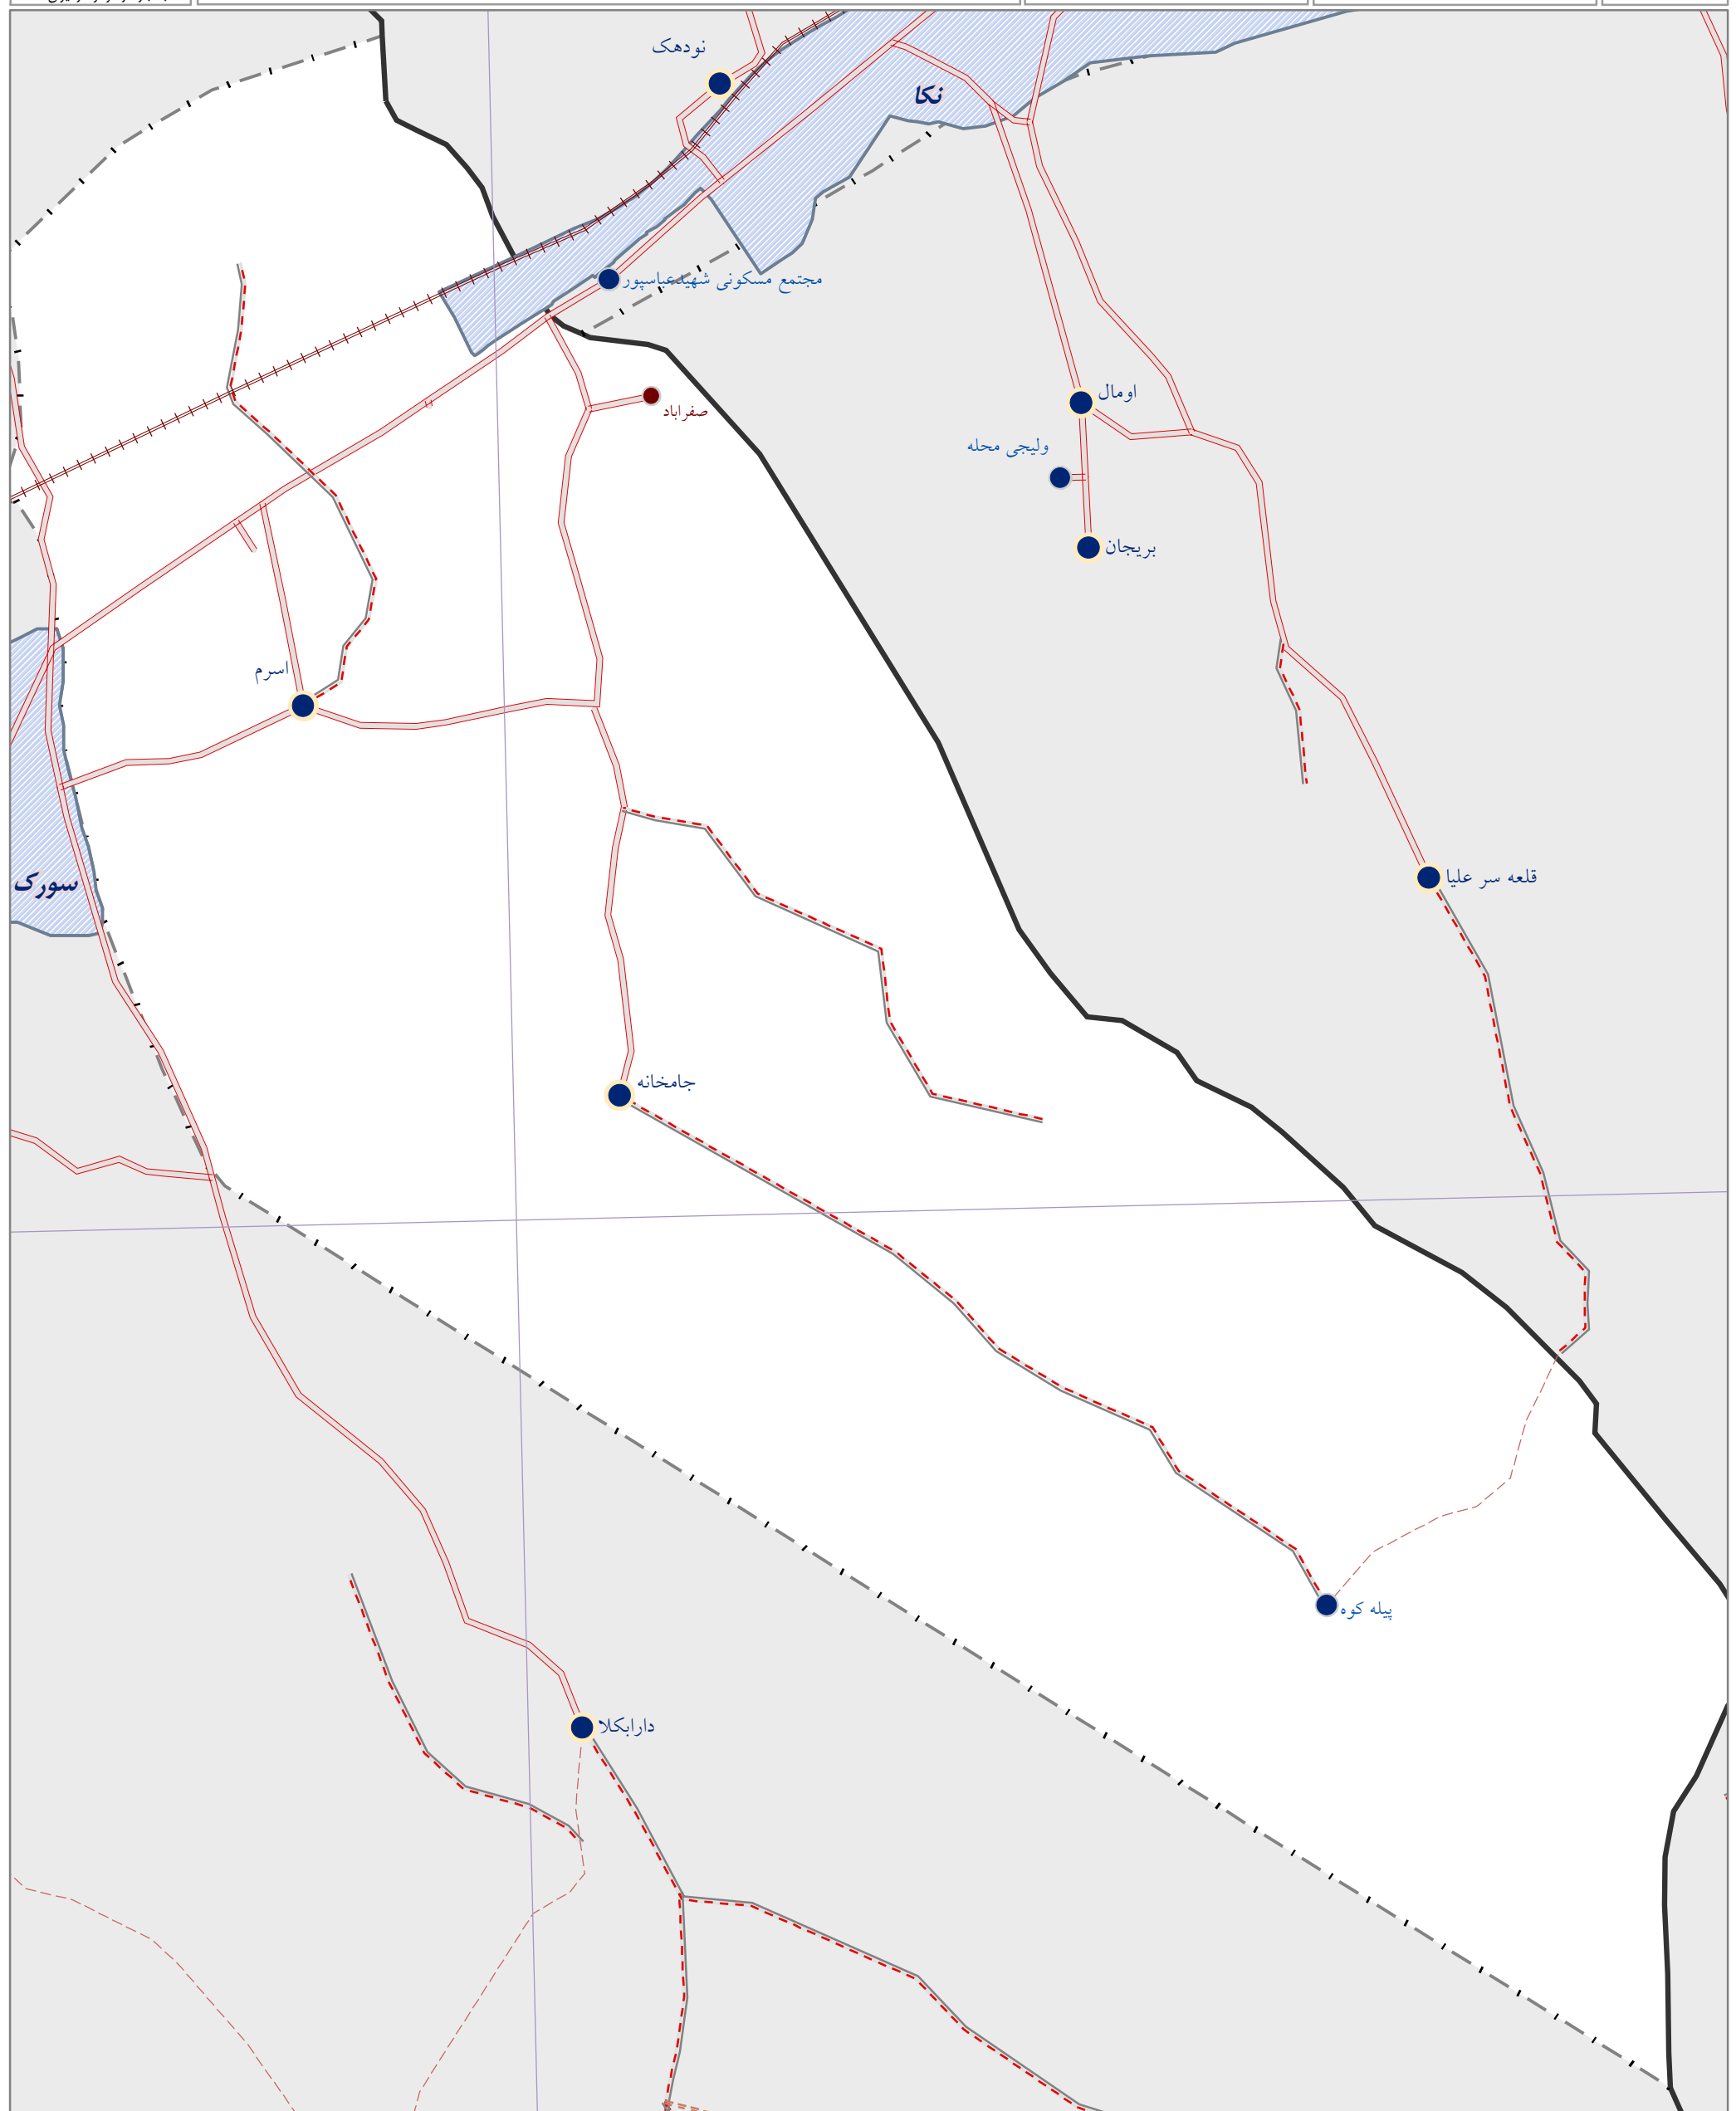 نودهک
نکا
مجتمع مسکونی شهیدعباسپور
اومال
صفراباد
ولیجی محله
بریجان
اسرم
قلعه سر علیا
سورک
جامخانه
پیله کوه
دارابکلا